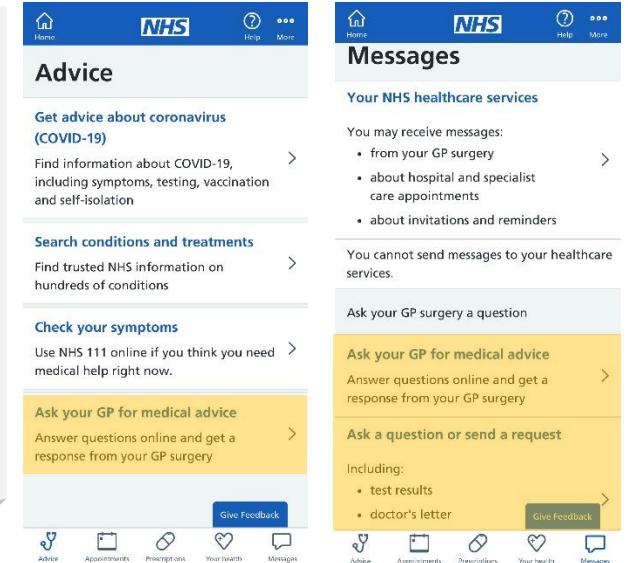 Home
NHS
Help
More
Advice
Get advice about coronavirus
(COVID-19)
Find information about COVID-19,
including symptoms, testing, vaccination
and self-isolation
Search conditions and treatments
Find trusted NHS information on
hundreds of conditions
Check your symptoms
Use NHS 111 online if you think you need
medical help right now.
Ask your GP for medical advice
Answer questions online and get a
response from your GP surgery
Give Feedback
Advice
Appointments
Prescriptions
Your health
Messages
Home
NHS
Help
More
Messages
Your NHS healthcare services
You may receive messages:
• from your GP surgery
• about hospital and specialist
care appointments
• about invitations and reminders
You cannot send messages to your healthcare
services.
Ask your GP surgery a question
Ask your GP for medical advice
Answer questions online and get a
response from your GP surgery
Ask a question or send a request
Including:
• test results
• doctor's letter
Give Feedback
Advice
Appointments
Prescriptions
Your health
Messages